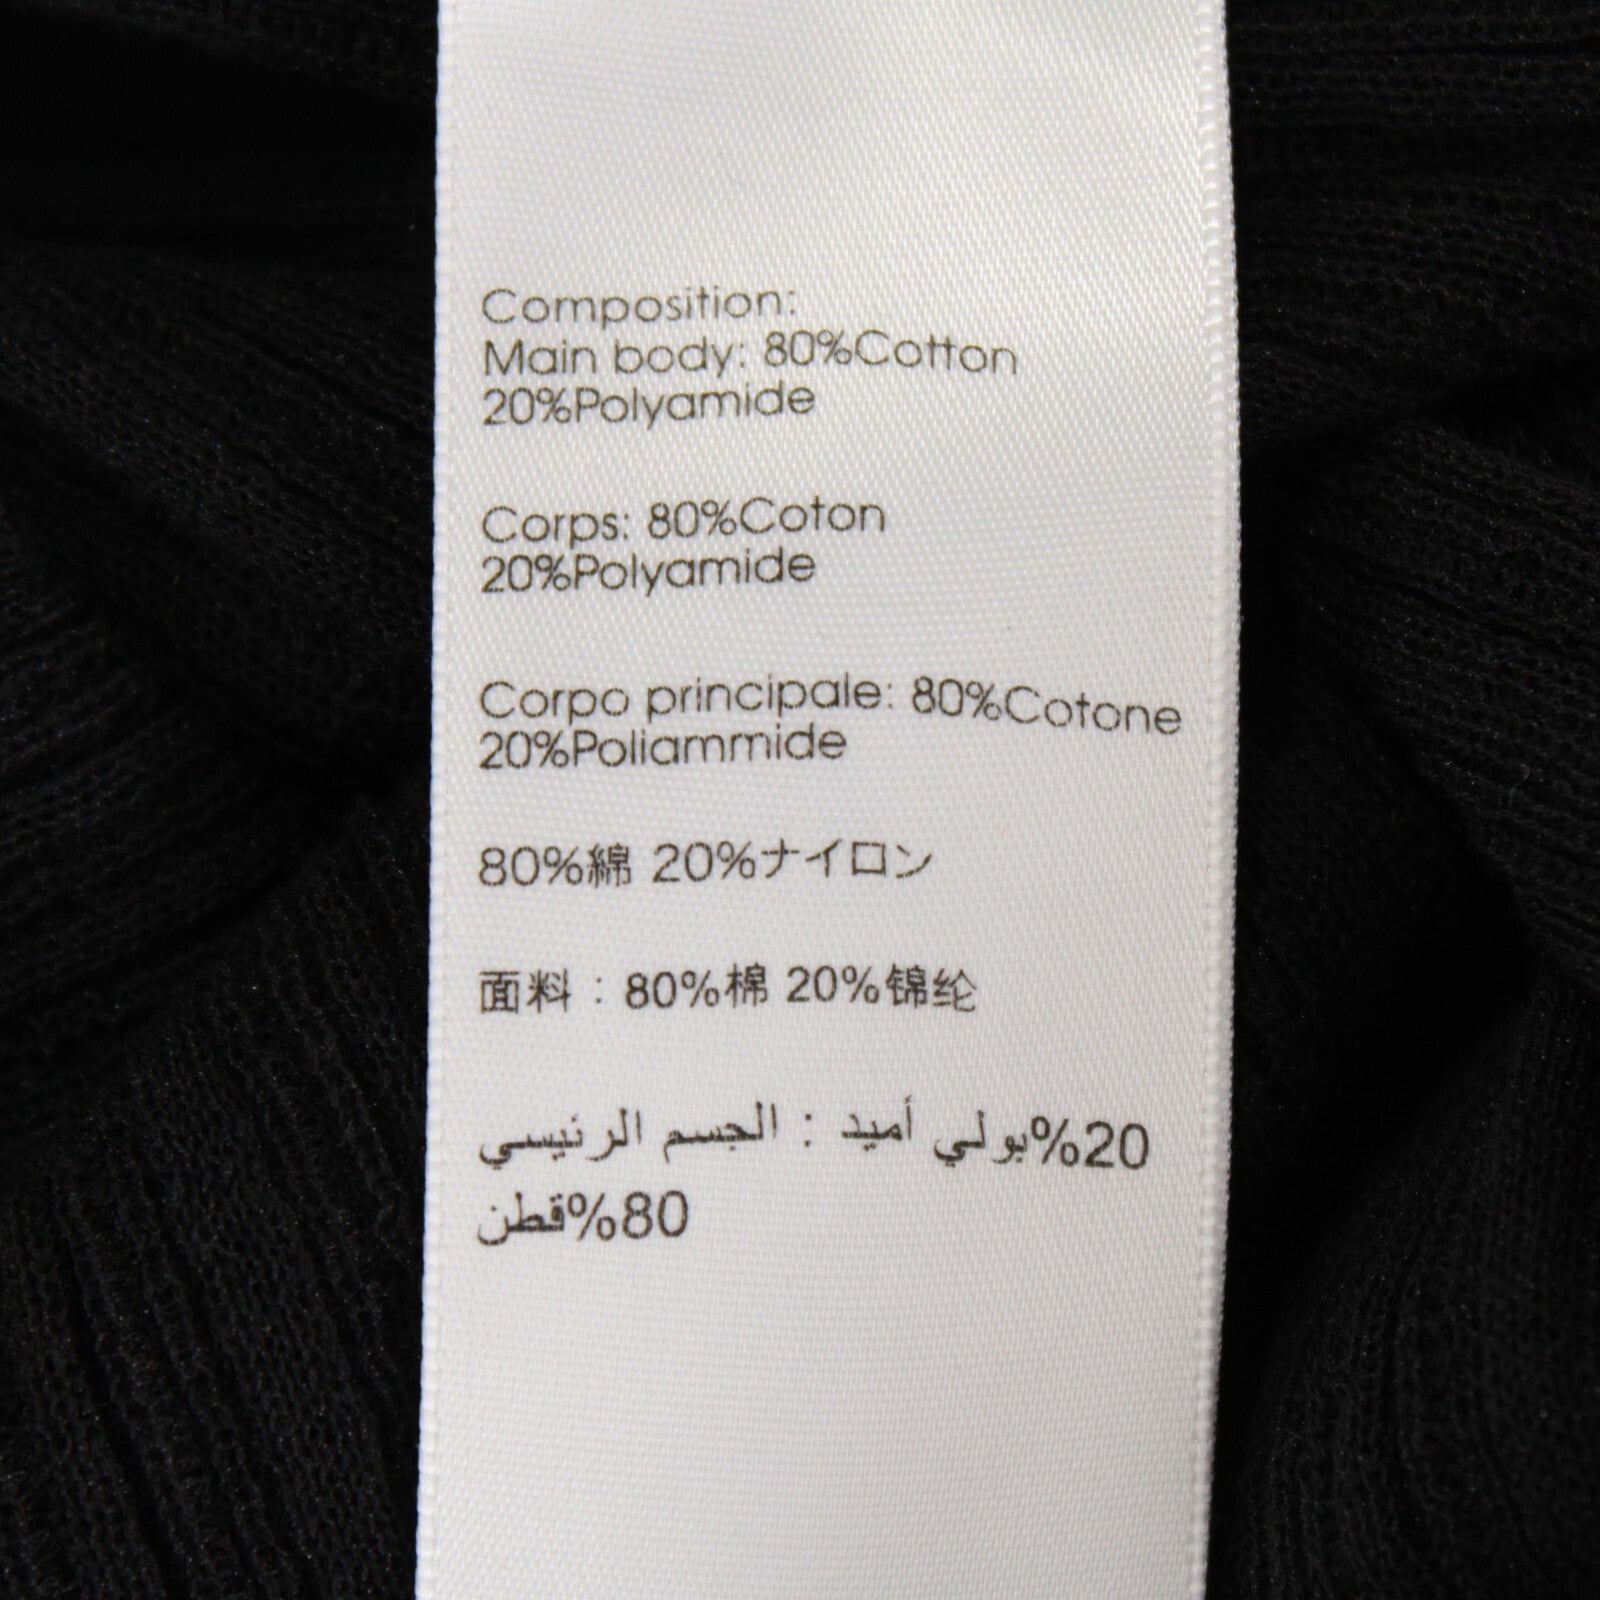 Composition:
Main body: 80%Cotton
20%Polyamide
Corps: 80%Coton
20%Polyamide
Corpo principale: 80%Cotone
20%Poliammide
80%綿 20%ナイロン
面料：80%棉 20%锦纶
20%بولي أميد : الجسم الرئيسي
80%قطن